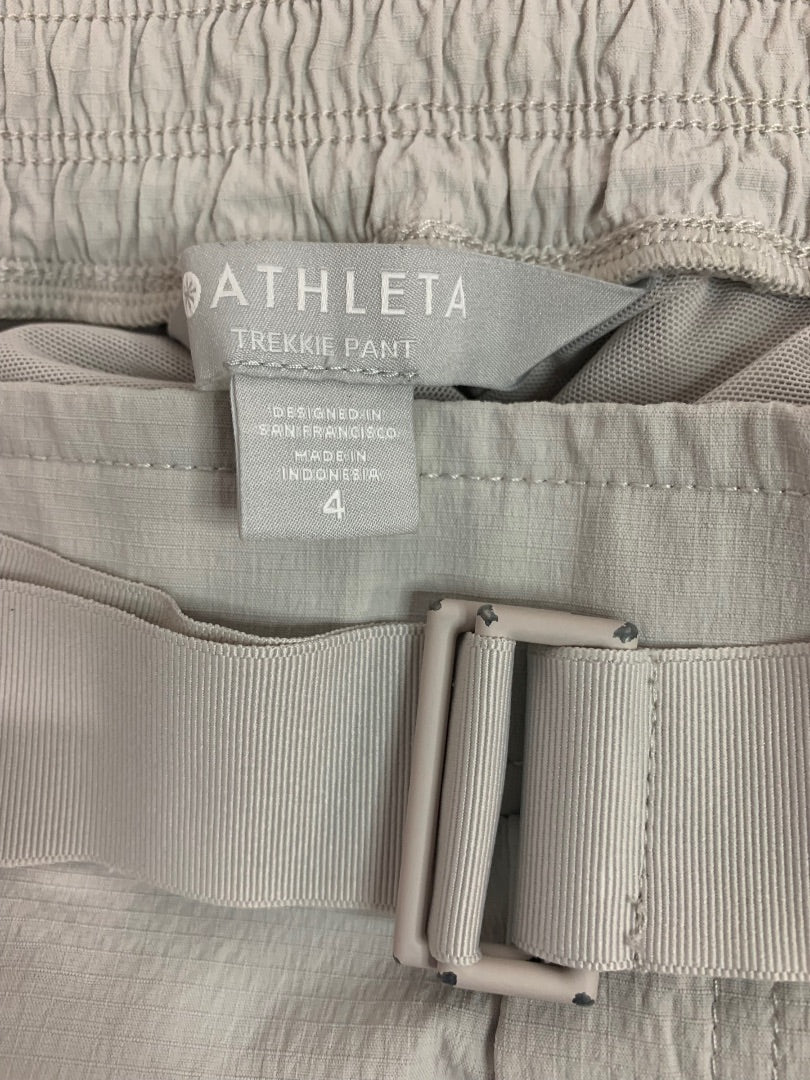 ATHLETA
TREKKIE PANT
DESIGNED IN
SAN FRANCISCO
MADE IN
INDONESIA
4